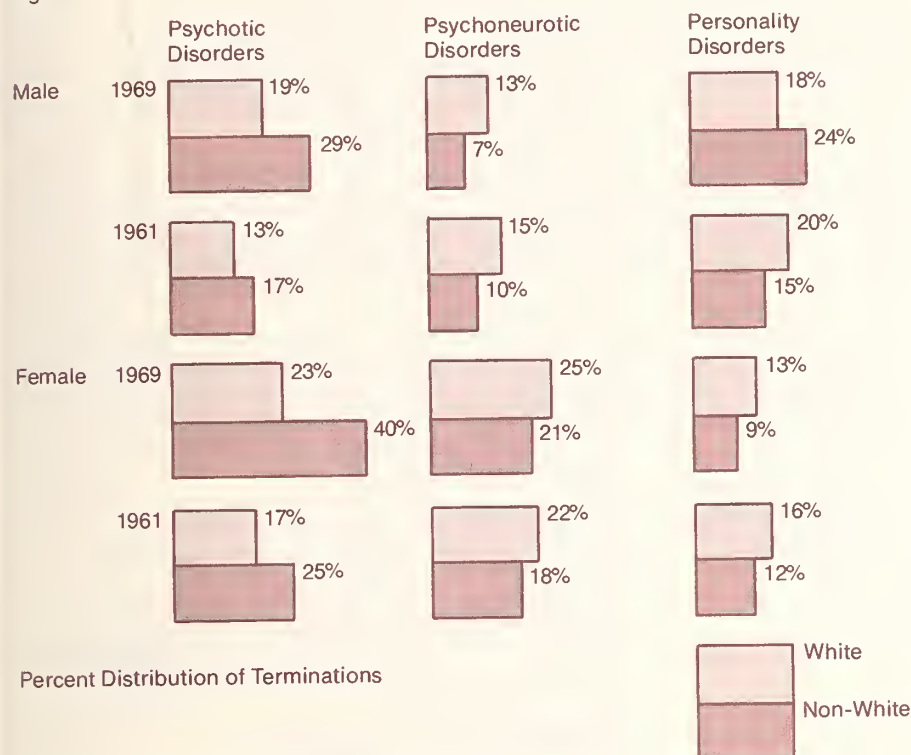 Psychotic Disorders
Psychoneurotic Disorders
Personality Disorders
Male 1969 19% 13% 18%
29% 7% 24%
1961 13% 15% 20%
17% 10% 15%
Female 1969 23% 25% 13%
40% 21% 9%
1961 17% 22% 16%
25% 18% 12%
Percent Distribution of Terminations
White
Non-White